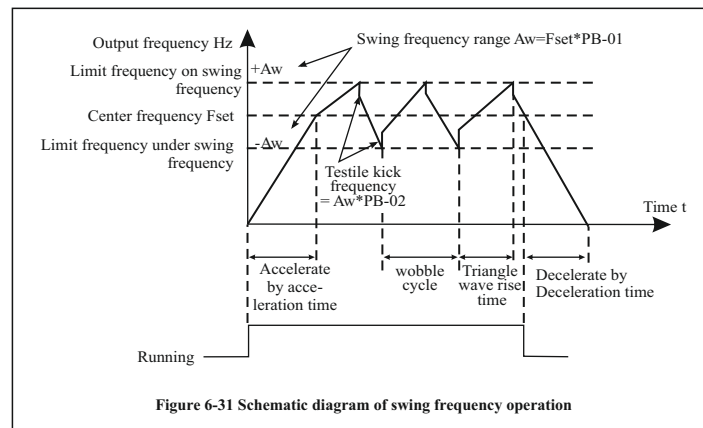 Output frequency Hz
Swing frequency range Aw=Fset*PB-01
Limit frequency on swing
frequency
+Aw
Center frequency Fset
Limit frequency under swing
frequency
-Aw
Testile kick
frequency
= Aw*PB-02
Time t
Accelerate
by acce-
leration time
wobble
cycle
Triangle
wave rise
time
Decelerate by
Deceleration time
Running
Figure 6-31 Schematic diagram of swing frequency operation